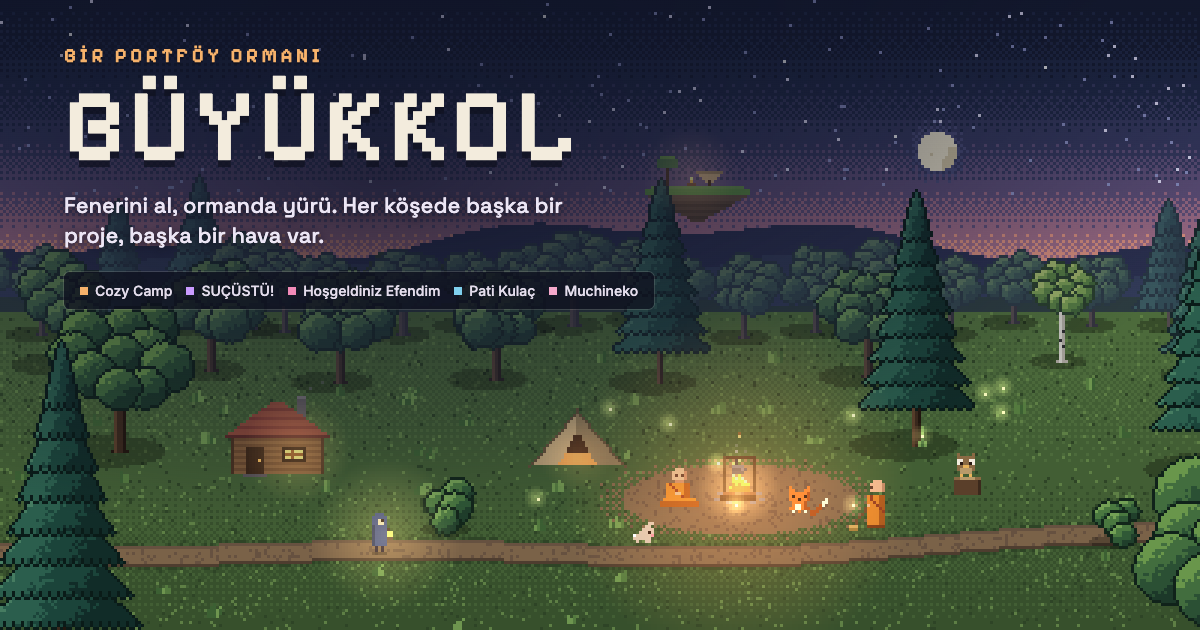 BİR PORTFÖY ORMANI
BÜYÜKKOL
Fenerini al, ormanda yürü. Her köşede başka bir
proje, başka bir hava var.
Cozy Camp SUÇÜSTÜ! Hoşgeldiniz Efendim Pati Kulaç Muchineko